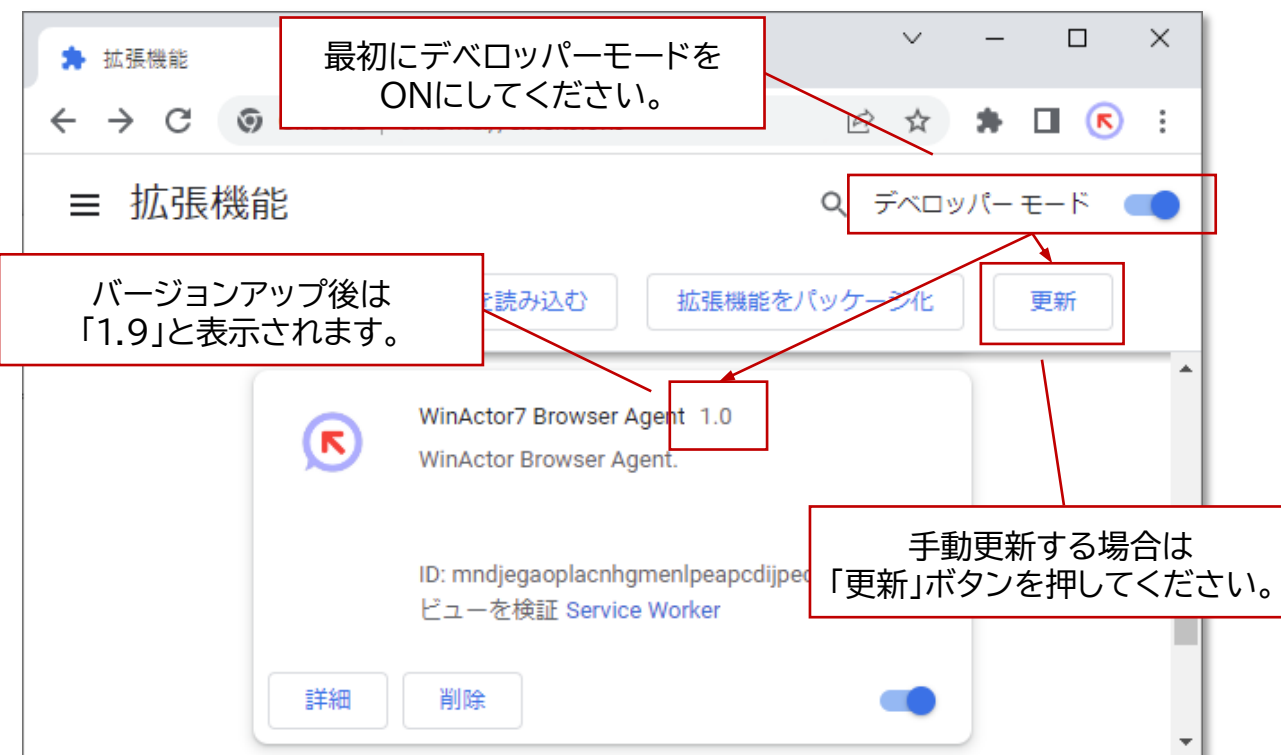 拡張機能
最初にデベロッパーモードを
ONにしてください。
拡張機能
デベロッパー モード
バージョンアップ後は
「1.9」と表示されます。
を読み込む
拡張機能をパッケージ化
更新
WinActor7 Browser Agent 1.0
WinActor Browser Agent.
手動更新する場合は
「更新」ボタンを押してください。
ID: mndjegaoplacnhgmenlpeapcdijped
ビューを検証 Service Worker
詳細
削除